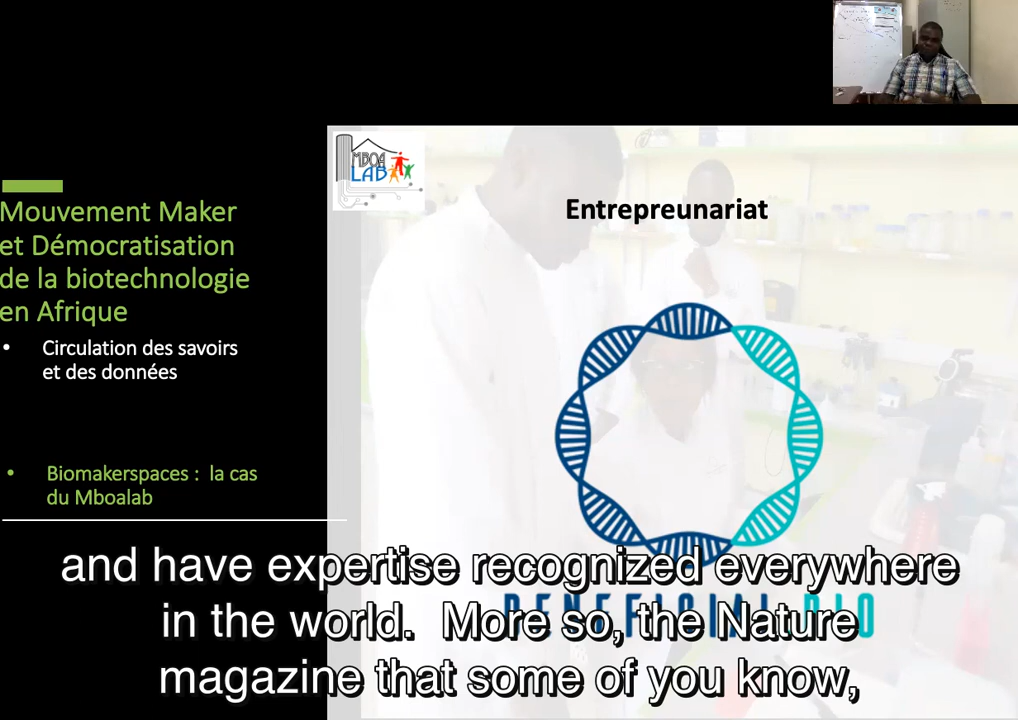 Mouvement Maker
et Démocratisation
de la biotechnologie
en Afrique
• Circulation des savoirs
et des données
• Biomakerspaces : la cas
du Mboalab
MBOA
LAB
Entrepreunariat
BENEFICIAL BIO
and have expertise recognized everywhere
in the world. More so, the Nature
magazine that some of you know,